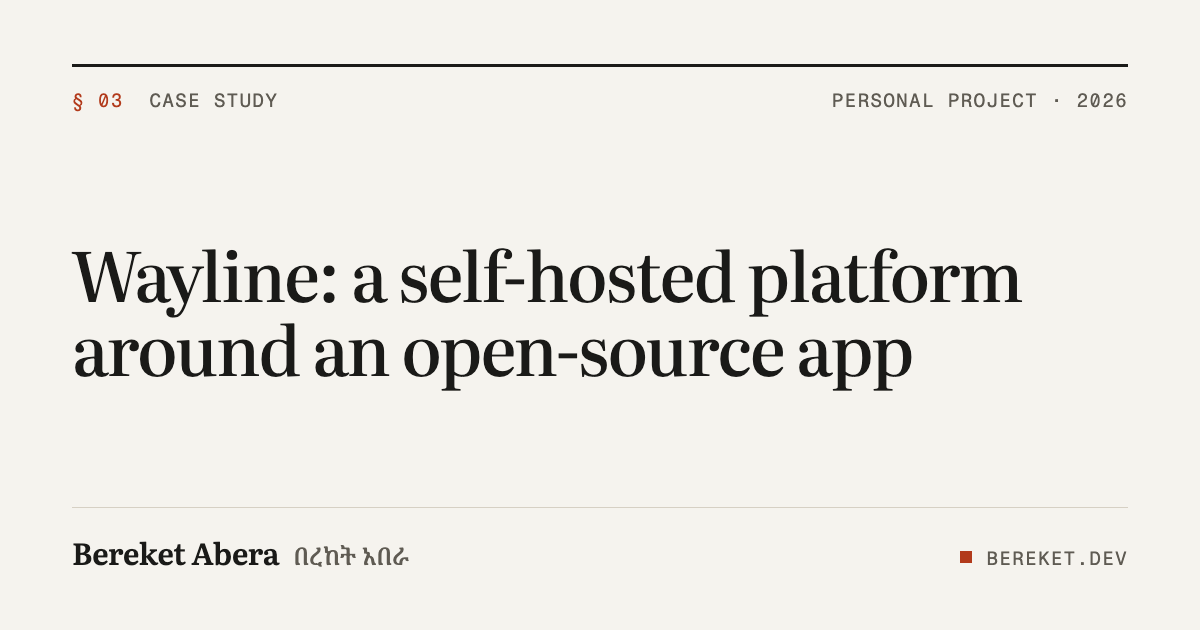 § 03 CASE STUDY
PERSONAL PROJECT · 2026
Wayline: a self-hosted platform
around an open-source app
Bereket Abera በረከት አበራ
BEREKET.DEV